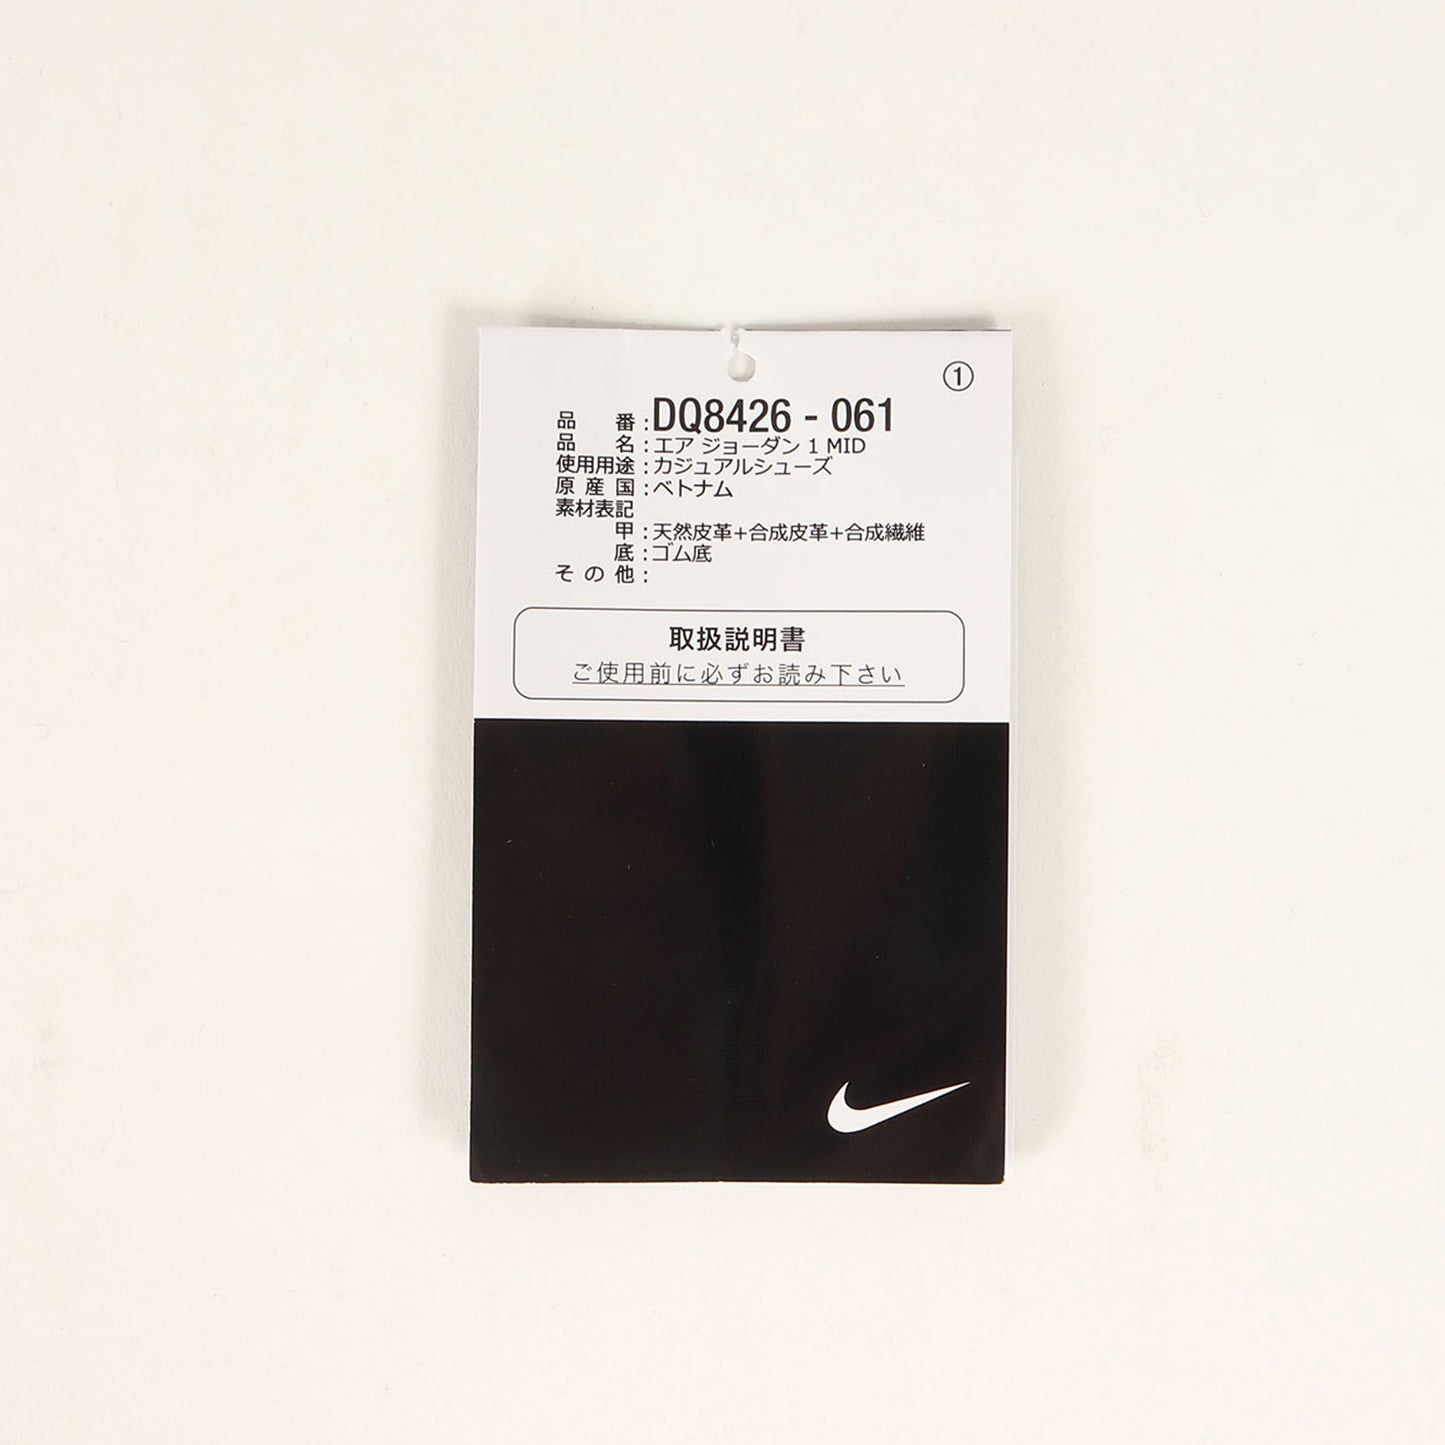 ①
品番:DQ8426-061
品名:エア ジョーダン 1 MID
使用用途:カジュアルシューズ
原産国:ベトナム
素材表記
甲:天然皮革+合成皮革+合成繊維
底:ゴム底
その他:
取扱説明書
ご使用前に必ずお読み下さい